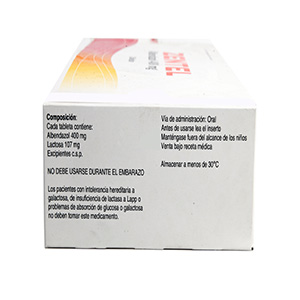 ZENTEL
Composición:
Cada tableta contiene:
Albendazol 400 mg
Lactosa 107 mg
Excipientes c.s.p.
NO DEBE USARSE DURANTE EL EMBARAZO
Los pacientes con intolerancia hereditaria a
galactosa, de insuficiencia de lactasa a Lapp o
problemas de absorción de glucosa o galactosa
no deben tomar este medicamento.
Vía de administración: Oral
Antes de usarse lea el inserto
Manténgase fuera del alcance de los niños
Venta bajo receta médica
Almacenar a menos de 30°C